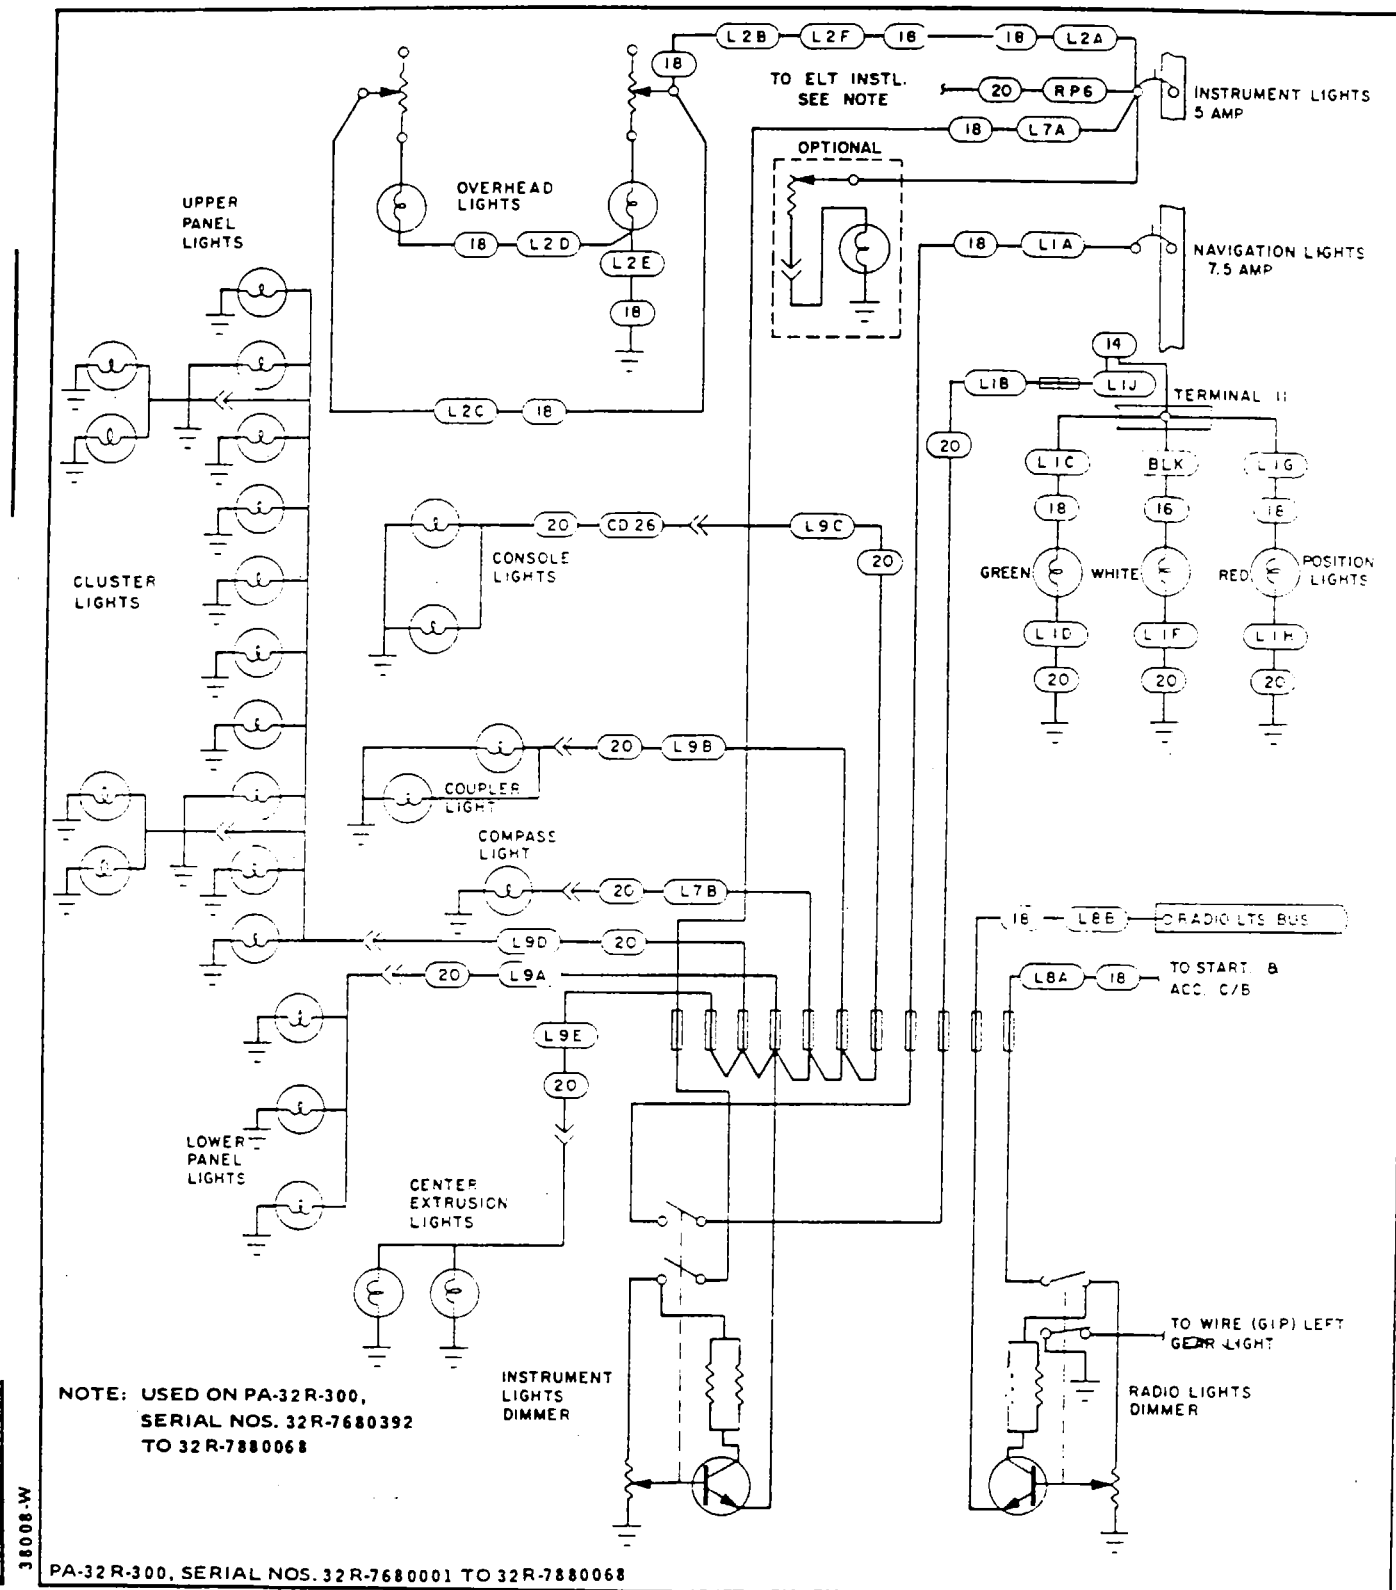 L2B L2F 16 18 L2A
18
TO ELT INSTL.
SEE NOTE
20 RP6
INSTRUMENT LIGHTS
5 AMP
18 L7A
OPTIONAL
OVERHEAD
LIGHTS
UPPER
PANEL
LIGHTS
18 L2D
L2E
18
18 L1A
NAVIGATION LIGHTS
7.5 AMP
14
L1B L1J
TERMINAL II
L2C 18
20
L1C BLK L1G
18 16 18
20 CD26 L9C
CONSOLE
LIGHTS
20
CLUSTER
LIGHTS
GREEN WHITE RED POSITION
LIGHTS
L1D L1F L1H
20 20 20
20 L9B
COUPLER
LIGHT
COMPASS
LIGHT
20 L7B
18 L8B RADIO LTS BUS
L9D 20
20 L9A
L8A 18 TO START. &
ACC. C/B
L9E
20
LOWER
PANEL
LIGHTS
CENTER
EXTRUSION
LIGHTS
TO WIRE (G1P) LEFT
GEAR LIGHT
INSTRUMENT
LIGHTS
DIMMER
RADIO LIGHTS
DIMMER
NOTE: USED ON PA-32R-300,
SERIAL NOS. 32R-7680392
TO 32R-7880068
38008-W
PA-32R-300, SERIAL NOS. 32R-7680001 TO 32R-7880068